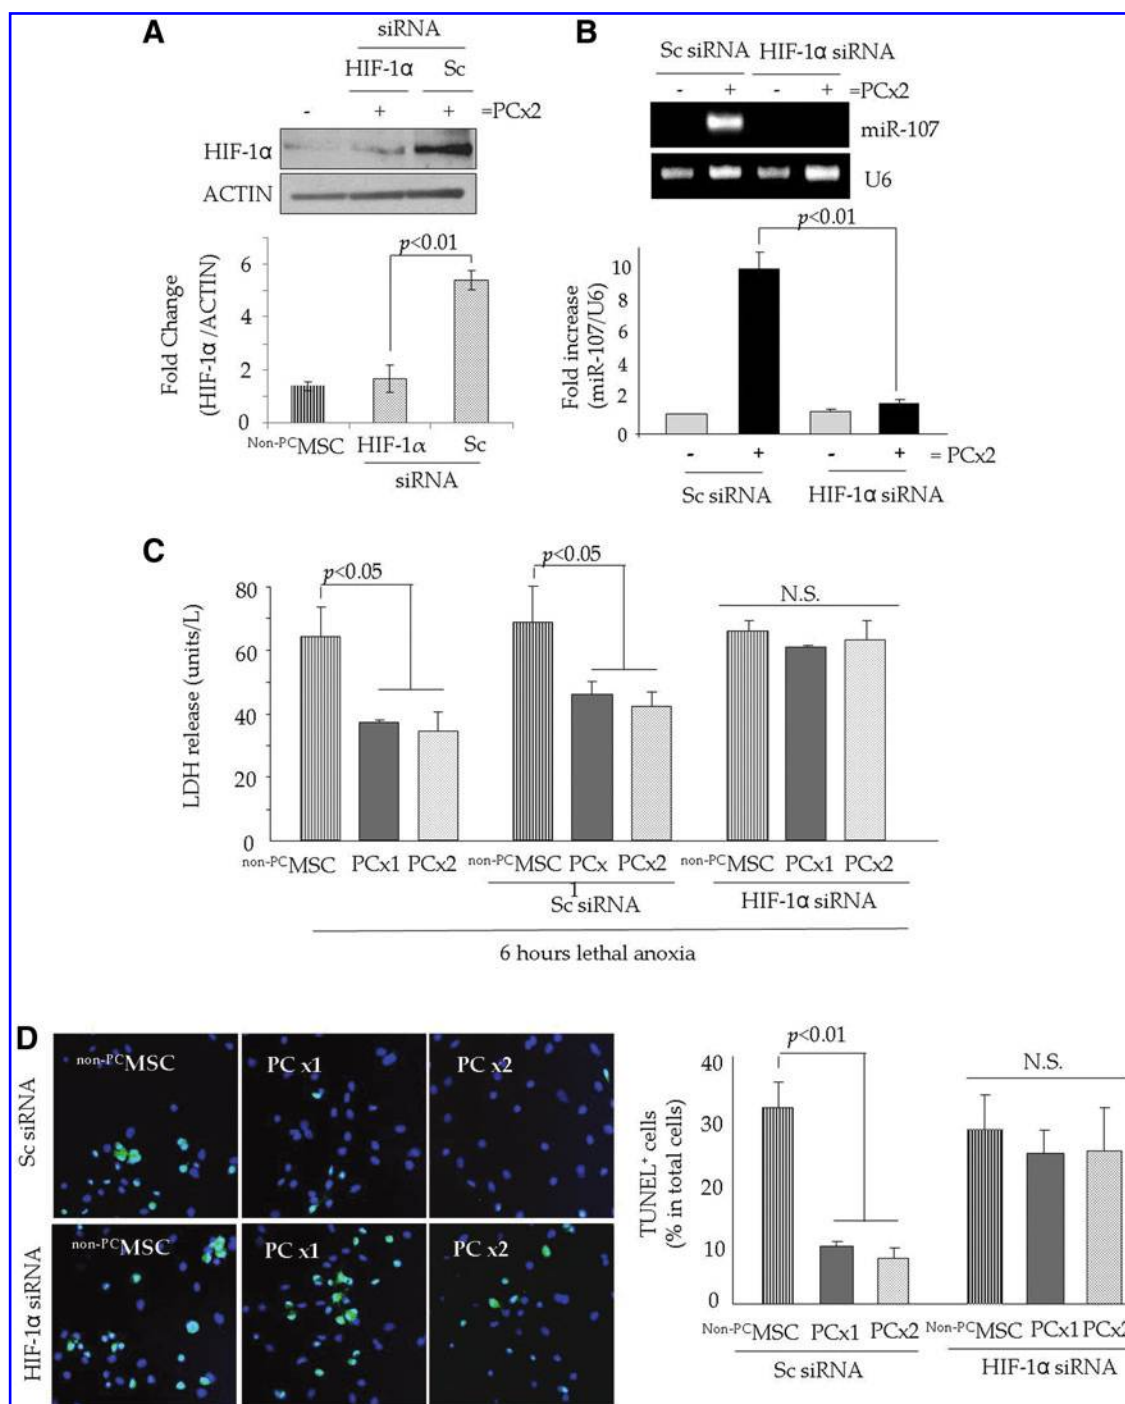 A
siRNA
HIF-1α Sc
- + + =PCx2
HIF-1α
ACTIN
p<0.01
6
4
2
0
Fold Change
(HIF-1α/ACTIN)
Non-PCMSC HIF-1α Sc
siRNA
B
Sc siRNA HIF-1α siRNA
- + - + =PCx2
miR-107
U6
p<0.01
10
8
6
4
2
0
Fold increase
(miR-107/U6)
- + - + = PCx2
Sc siRNA HIF-1α siRNA
C
p<0.05
p<0.05
N.S.
80
60
40
20
0
LDH release (units/L)
non-PCMSC PCx1 PCx2 non-PCMSC PCx PCx2 non-PCMSC PCx1 PCx2
1
Sc siRNA HIF-1α siRNA
6 hours lethal anoxia
D
Sc siRNA
non-PCMSC PC x1 PC x2
HIF-1α siRNA
non-PCMSC PC x1 PC x2
p<0.01
N.S.
40
30
20
10
0
TUNEL+ cells
(% in total cells)
Non-PCMSC PCx1 PCx2 Non-PCMSC PCx1 PCx2
Sc siRNA HIF-1α siRNA